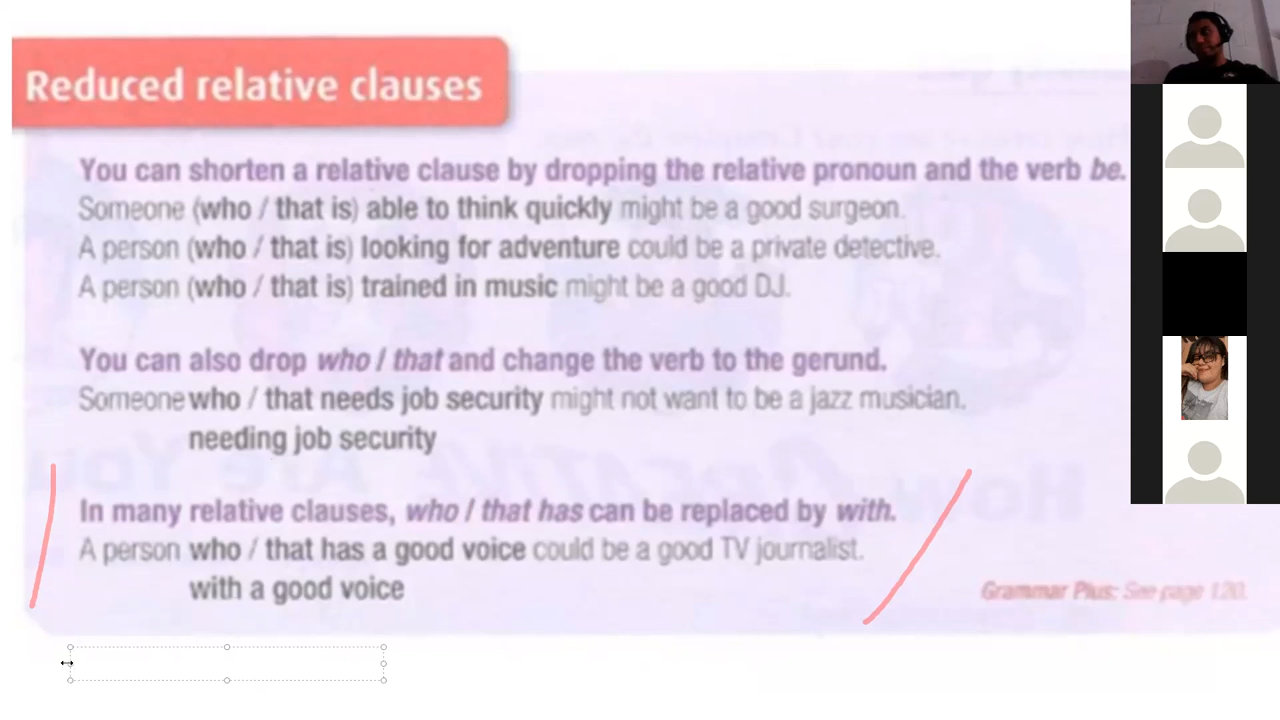 Reduced relative clauses
You can shorten a relative clause by dropping the relative pronoun and the verb be.
Someone (who / that is) able to think quickly might be a good surgeon.
A person (who / that is) looking for adventure could be a private detective.
A person (who / that is) trained in music might be a good DJ.
You can also drop who / that and change the verb to the gerund.
Someone who / that needs job security might not want to be a jazz musician.
needing job security
In many relative clauses, who / that has can be replaced by with.
A person who / that has a good voice could be a good TV journalist.
with a good voice
Grammar Plus: See page 120.